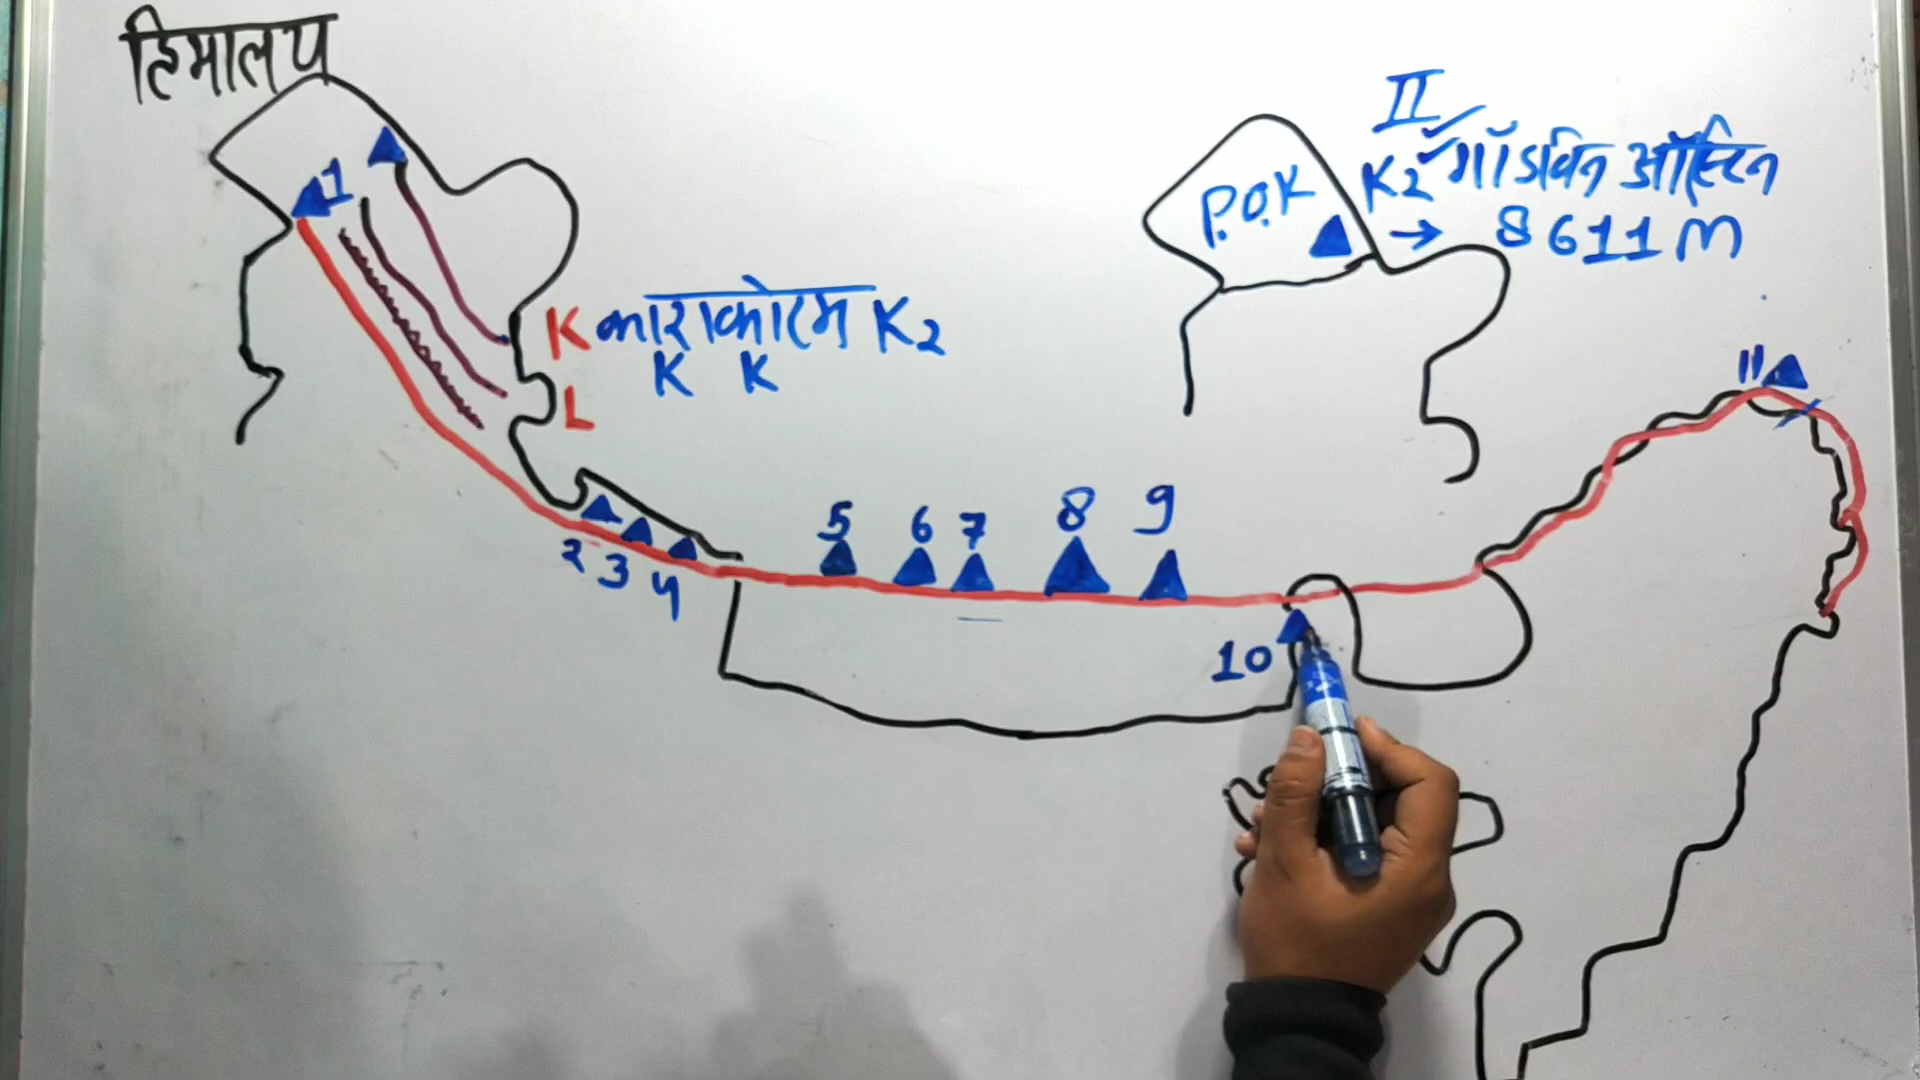 हिमालय
1
K काराकोरम K2
K K
L
II
K2 गॉडविन ऑस्टिन
P.O.K → 8611 m
11
5 6 7 8 9
2 3 4
10